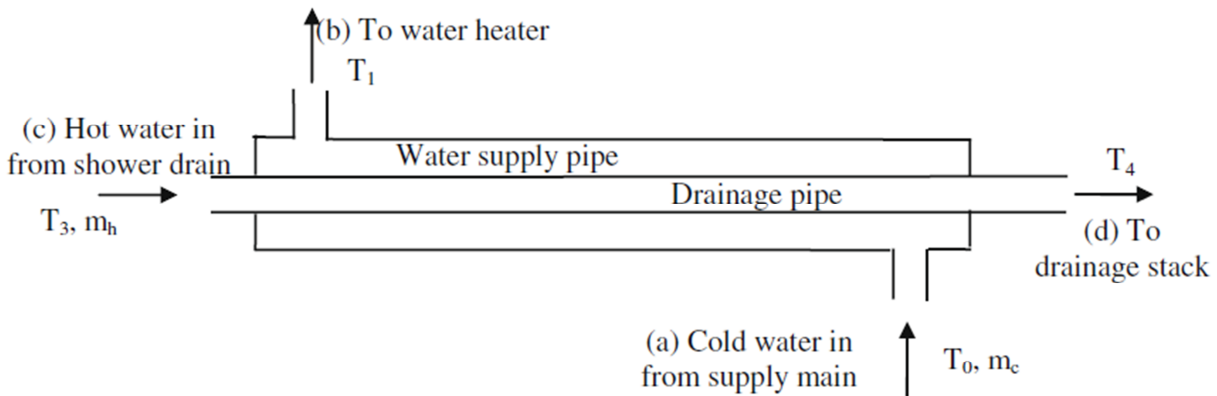 (b) To water heater
T₁
(c) Hot water in
from shower drain
T₃, mₕ
Water supply pipe
Drainage pipe
T₄
(d) To
drainage stack
(a) Cold water in
from supply main
T₀, m꜀